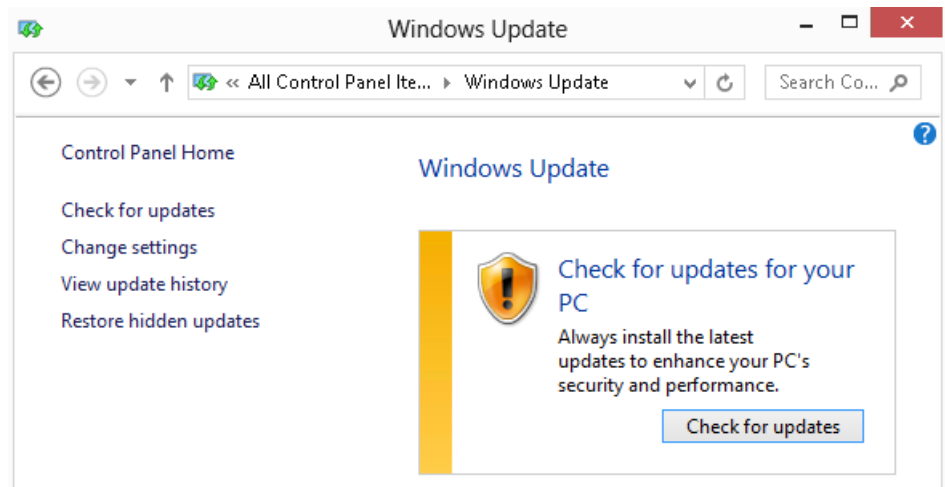 Windows Update
« All Control Panel Ite... Windows Update
Search Co...
Control Panel Home
Check for updates
Change settings
View update history
Restore hidden updates
Windows Update
Check for updates for your
PC
Always install the latest
updates to enhance your PC's
security and performance.
Check for updates